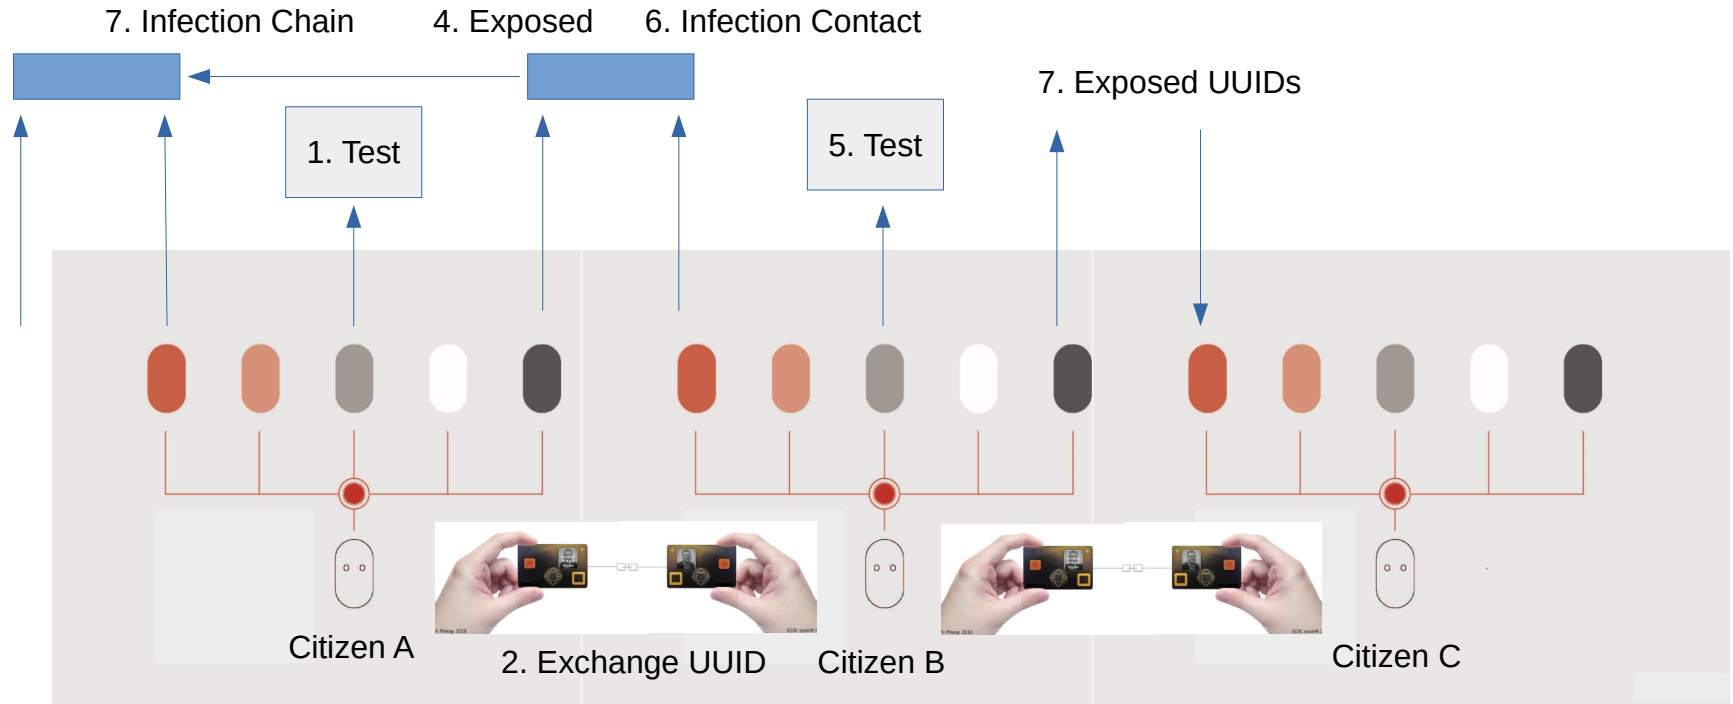 7. Infection Chain
4. Exposed
6. Infection Contact
7. Exposed UUIDs
1. Test
5. Test
Citizen A
2. Exchange UUID
Citizen B
Citizen C